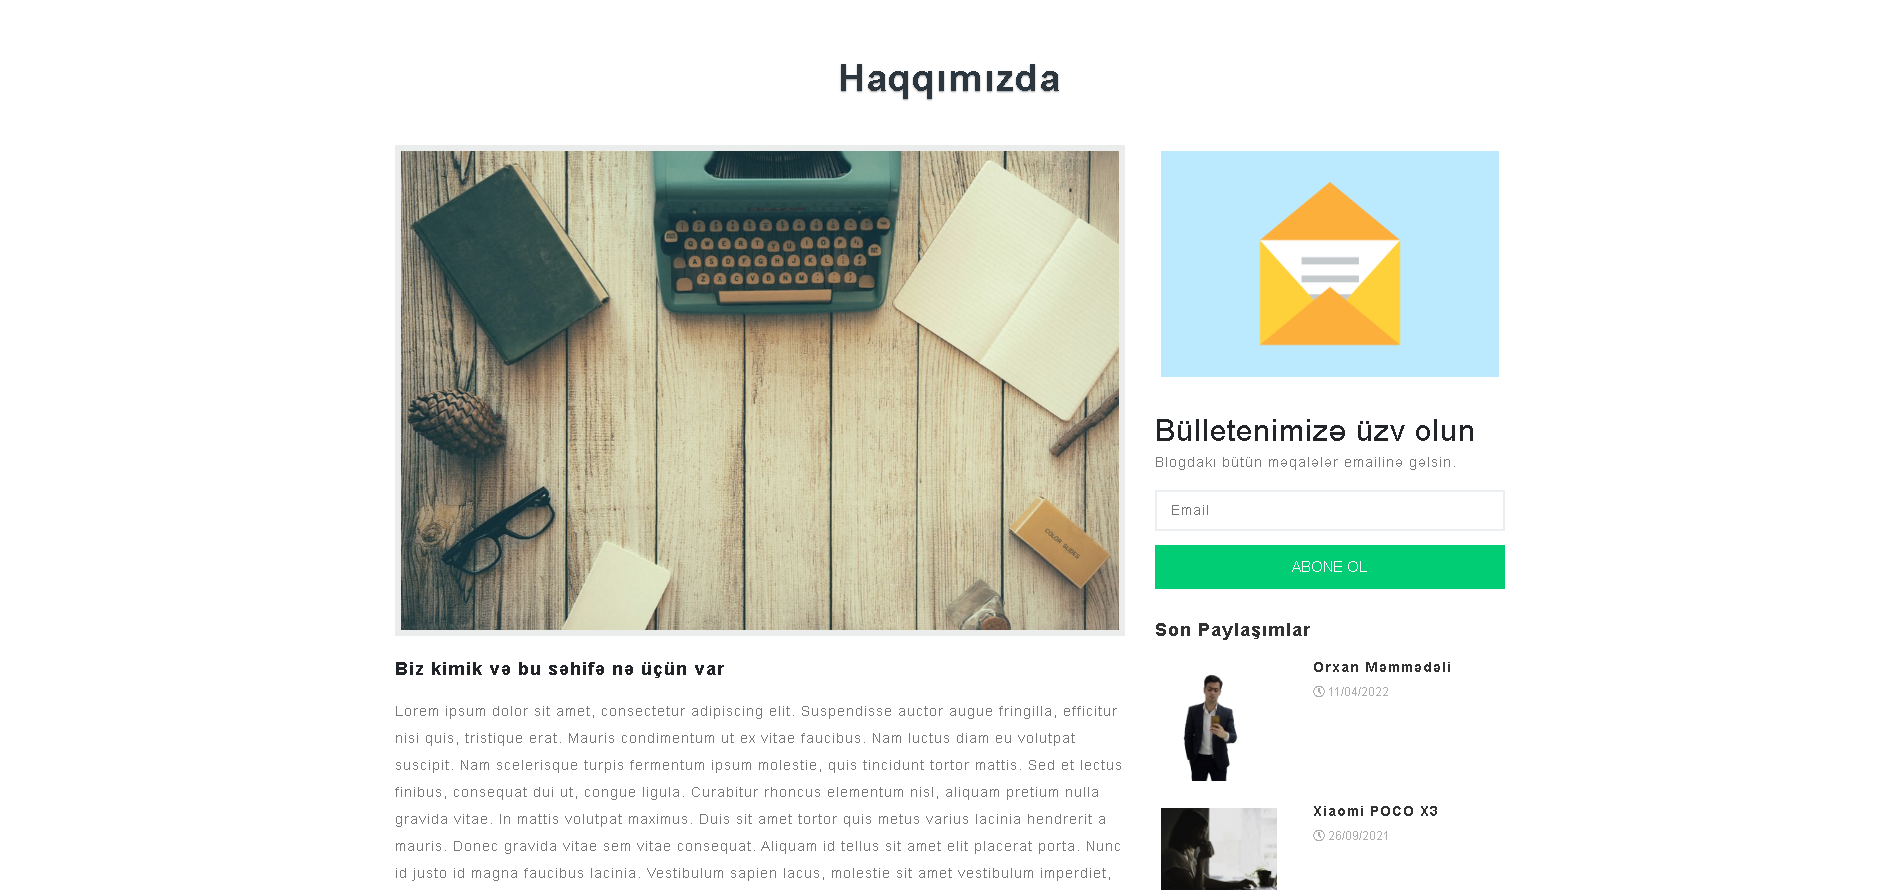 Haqqımızda
Q W E R T Y U I O P
A S D F G H J K L
Z X C V B N M
COLOR SLIDES
Biz kimik və bu səhifə nə üçün var
Lorem ipsum dolor sit amet, consectetur adipiscing elit. Suspendisse auctor augue fringilla, efficitur
nisi quis, tristique erat. Mauris condimentum ut ex vitae faucibus. Nam luctus diam eu volutpat
suscipit. Nam scelerisque turpis fermentum ipsum molestie, quis tincidunt tortor mattis. Sed et lectus
finibus, consequat dui ut, congue ligula. Curabitur rhoncus elementum nisl, aliquam pretium nulla
gravida vitae. In mattis volutpat maximus. Duis sit amet tortor quis metus varius lacinia hendrerit a
mauris. Donec gravida vitae sem vitae consequat. Aliquam id tellus sit amet elit placerat porta. Nunc
id justo id magna faucibus lacinia. Vestibulum sapien lacus, molestie sit amet vestibulum imperdiet,
Bülletenimizə üzv olun
Blogdakı bütün məqalələr emailinə gəlsin.
Email
ABONE OL
Son Paylaşımlar
Orxan Məmmədəli
11/04/2022
Xiaomi POCO X3
26/09/2021